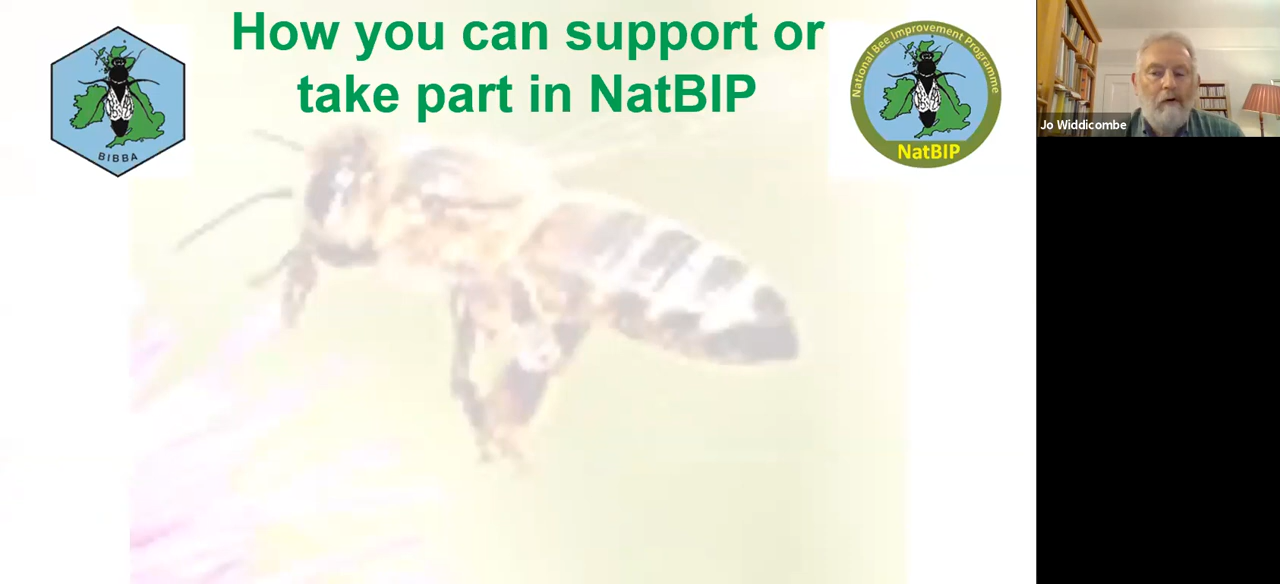 How you can support or
take part in NatBIP
BIBBA
National Bee Improvement Programme
NatBIP
Jo Widdicombe